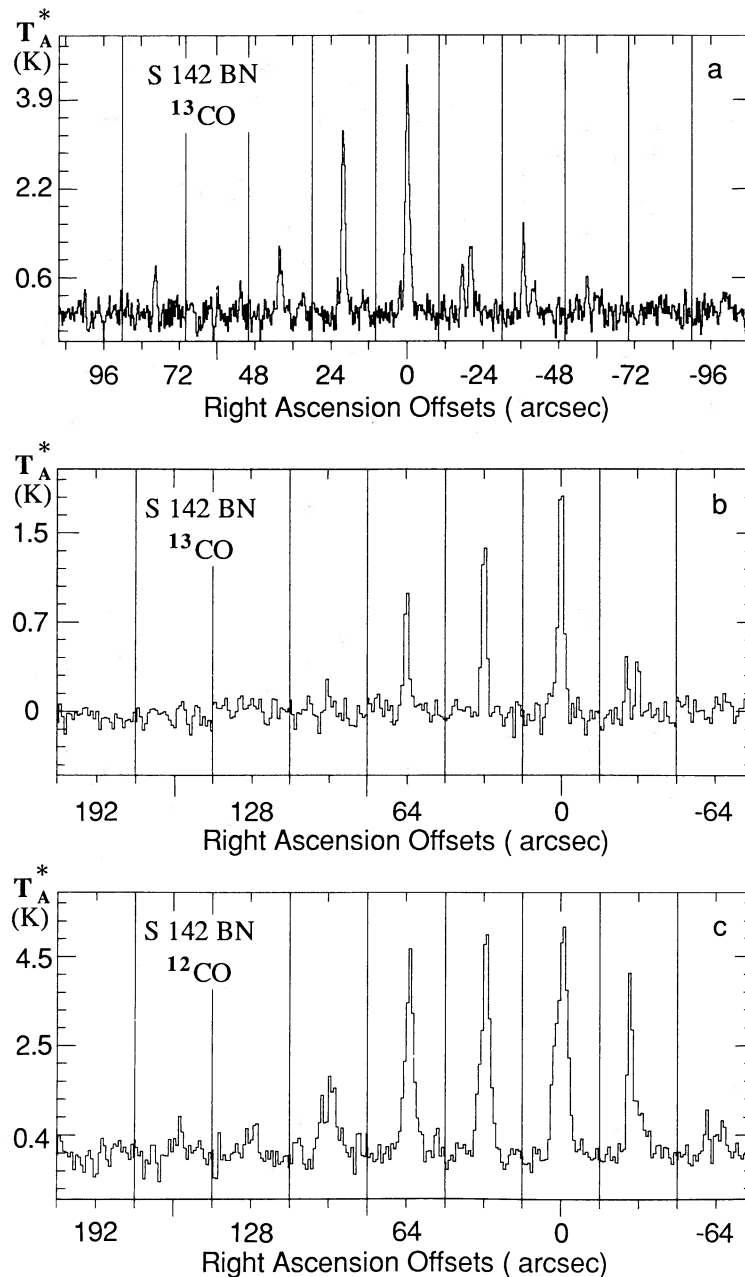 T*A
(K)
S 142 BN
13CO
a
3.9
2.2
0.6
96 72 48 24 0 -24 -48 -72 -96
Right Ascension Offsets ( arcsec)
T*A
(K)
S 142 BN
13CO
b
1.5
0.7
0
192 128 64 0 -64
Right Ascension Offsets ( arcsec)
T*A
(K)
S 142 BN
12CO
c
4.5
2.5
0.4
192 128 64 0 -64
Right Ascension Offsets ( arcsec)